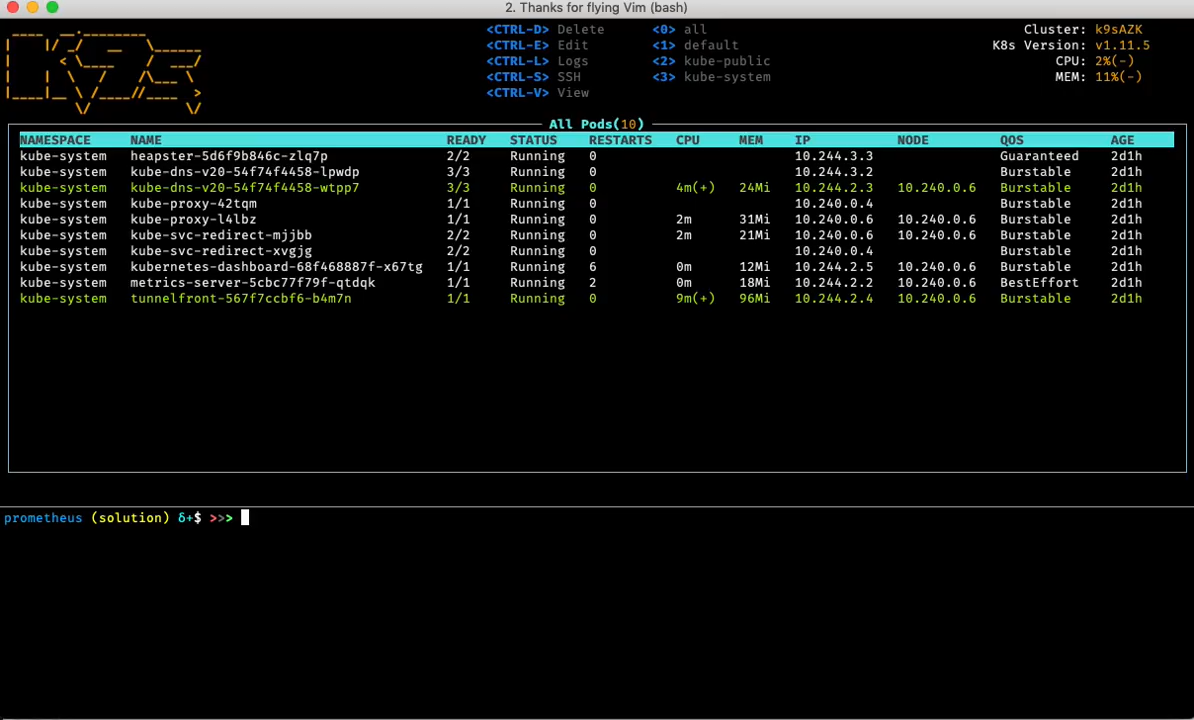 2. Thanks for flying Vim (bash)
<CTRL-D> Delete <0> all Cluster: k9sAZK
<CTRL-E> Edit <1> default K8s Version: v1.11.5
<CTRL-L> Logs <2> kube-public CPU: 2%(-)
<CTRL-S> SSH <3> kube-system MEM: 11%(-)
<CTRL-V> View
All Pods(10)
NAMESPACE NAME READY STATUS RESTARTS CPU MEM IP NODE QOS AGE
kube-system heapster-5d6f9b846c-zlq7p 2/2 Running 0 10.244.3.3 Guaranteed 2d1h
kube-system kube-dns-v20-54f74f4458-lpwdp 3/3 Running 0 10.244.3.2 Burstable 2d1h
kube-system kube-dns-v20-54f74f4458-wtpp7 3/3 Running 0 4m(+) 24Mi 10.244.2.3 10.240.0.6 Burstable 2d1h
kube-system kube-proxy-42tqm 1/1 Running 0 10.240.0.4 Burstable 2d1h
kube-system kube-proxy-l4lbz 1/1 Running 0 2m 31Mi 10.240.0.6 10.240.0.6 Burstable 2d1h
kube-system kube-svc-redirect-mjjbb 2/2 Running 0 2m 21Mi 10.240.0.6 10.240.0.6 Burstable 2d1h
kube-system kube-svc-redirect-xvgjg 2/2 Running 0 10.240.0.4 Burstable 2d1h
kube-system kubernetes-dashboard-68f468887f-x67tg 1/1 Running 6 0m 12Mi 10.244.2.5 10.240.0.6 Burstable 2d1h
kube-system metrics-server-5cbc77f79f-qtdqk 1/1 Running 2 0m 18Mi 10.244.2.2 10.240.0.6 BestEffort 2d1h
kube-system tunnelfront-567f7ccbf6-b4m7n 1/1 Running 0 9m(+) 96Mi 10.244.2.4 10.240.0.6 Burstable 2d1h
prometheus (solution) δ+$ >>>